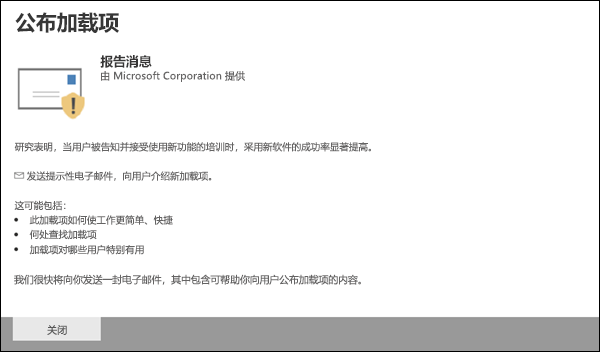 公布加载项
报告消息
由 Microsoft Corporation 提供
研究表明，当用户被告知并接受使用新功能的培训时，采用新软件的成功率显著提高。
发送提示性电子邮件，向用户介绍新加载项。
这可能包括：
• 此加载项如何使工作更简单、快捷
• 何处查找加载项
• 加载项对哪些用户特别有用
我们很快将向你发送一封电子邮件，其中包含可帮助你向用户公布加载项的内容。
关闭